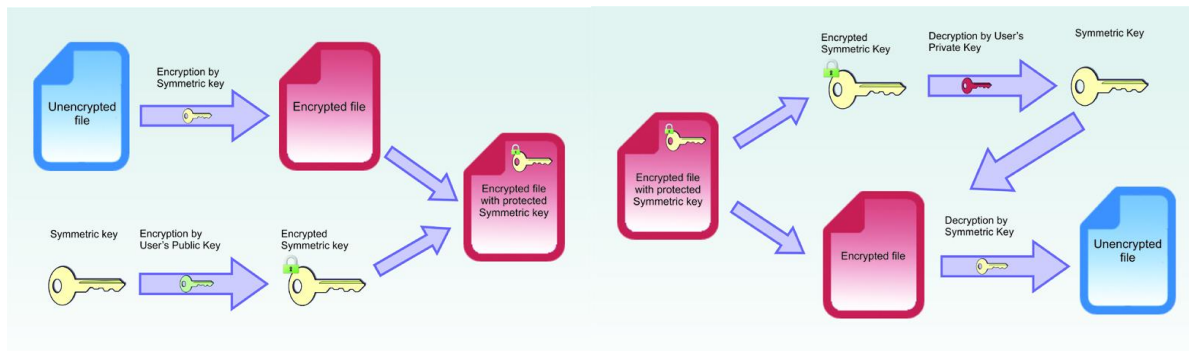 Unencrypted
file
Encryption by
Symmetric key
Encrypted file
Encrypted file
with protected
Symmetric key
Symmetric key
Encryption by
User's Public Key
Encrypted
Symmetric key
Encrypted file
with protected
Symmetric key
Encrypted
Symmetric Key
Decryption by User's
Private Key
Symmetric Key
Encrypted file
Decryption by
Symmetric Key
Unencrypted
file